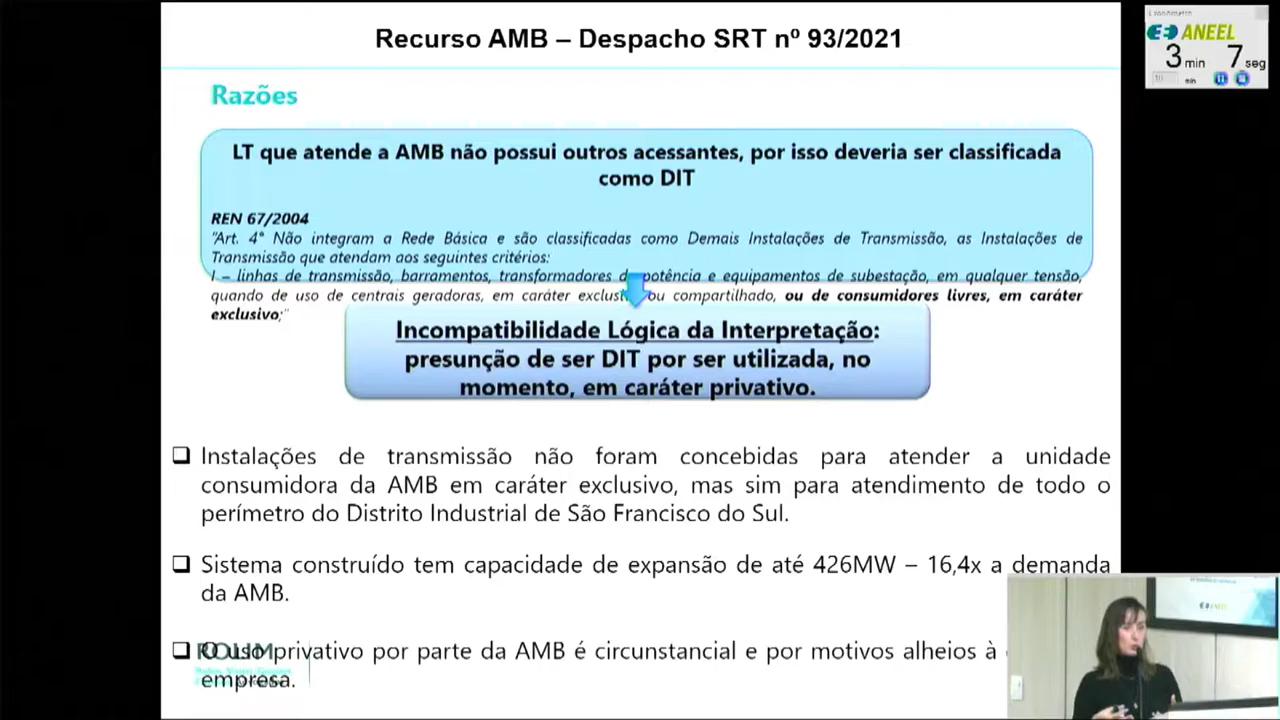 Recurso AMB – Despacho SRT nº 93/2021
ANEEL
3 min 7 seg
10 min
Razões
LT que atende a AMB não possui outros acessantes, por isso deveria ser classificada
como DIT
REN 67/2004
"Art. 4° Não integram a Rede Básica e são classificadas como Demais Instalações de Transmissão, as Instalações de
Transmissão que atendam aos seguintes critérios:
I – linhas de transmissão, barramentos, transformadores potência e equipamentos de subestação, em qualquer tensão,
quando de uso de centrais geradoras, em caráter ou compartilhado, ou de consumidores livres, em caráter
exclusivo;"
Incompatibilidade Lógica da Interpretação:
presunção de ser DIT por ser utilizada, no
momento, em caráter privativo.
❑ Instalações de transmissão não foram concebidas para atender a unidade
consumidora da AMB em caráter exclusivo, mas sim para atendimento de todo o
perímetro do Distrito Industrial de São Francisco do Sul.
❑ Sistema construído tem capacidade de expansão de até 426MW – 16,4x a demanda
da AMB.
❑ O uso privativo por parte da AMB é circunstancial e por motivos alheios à
empresa.
ROLIM
ANEEL